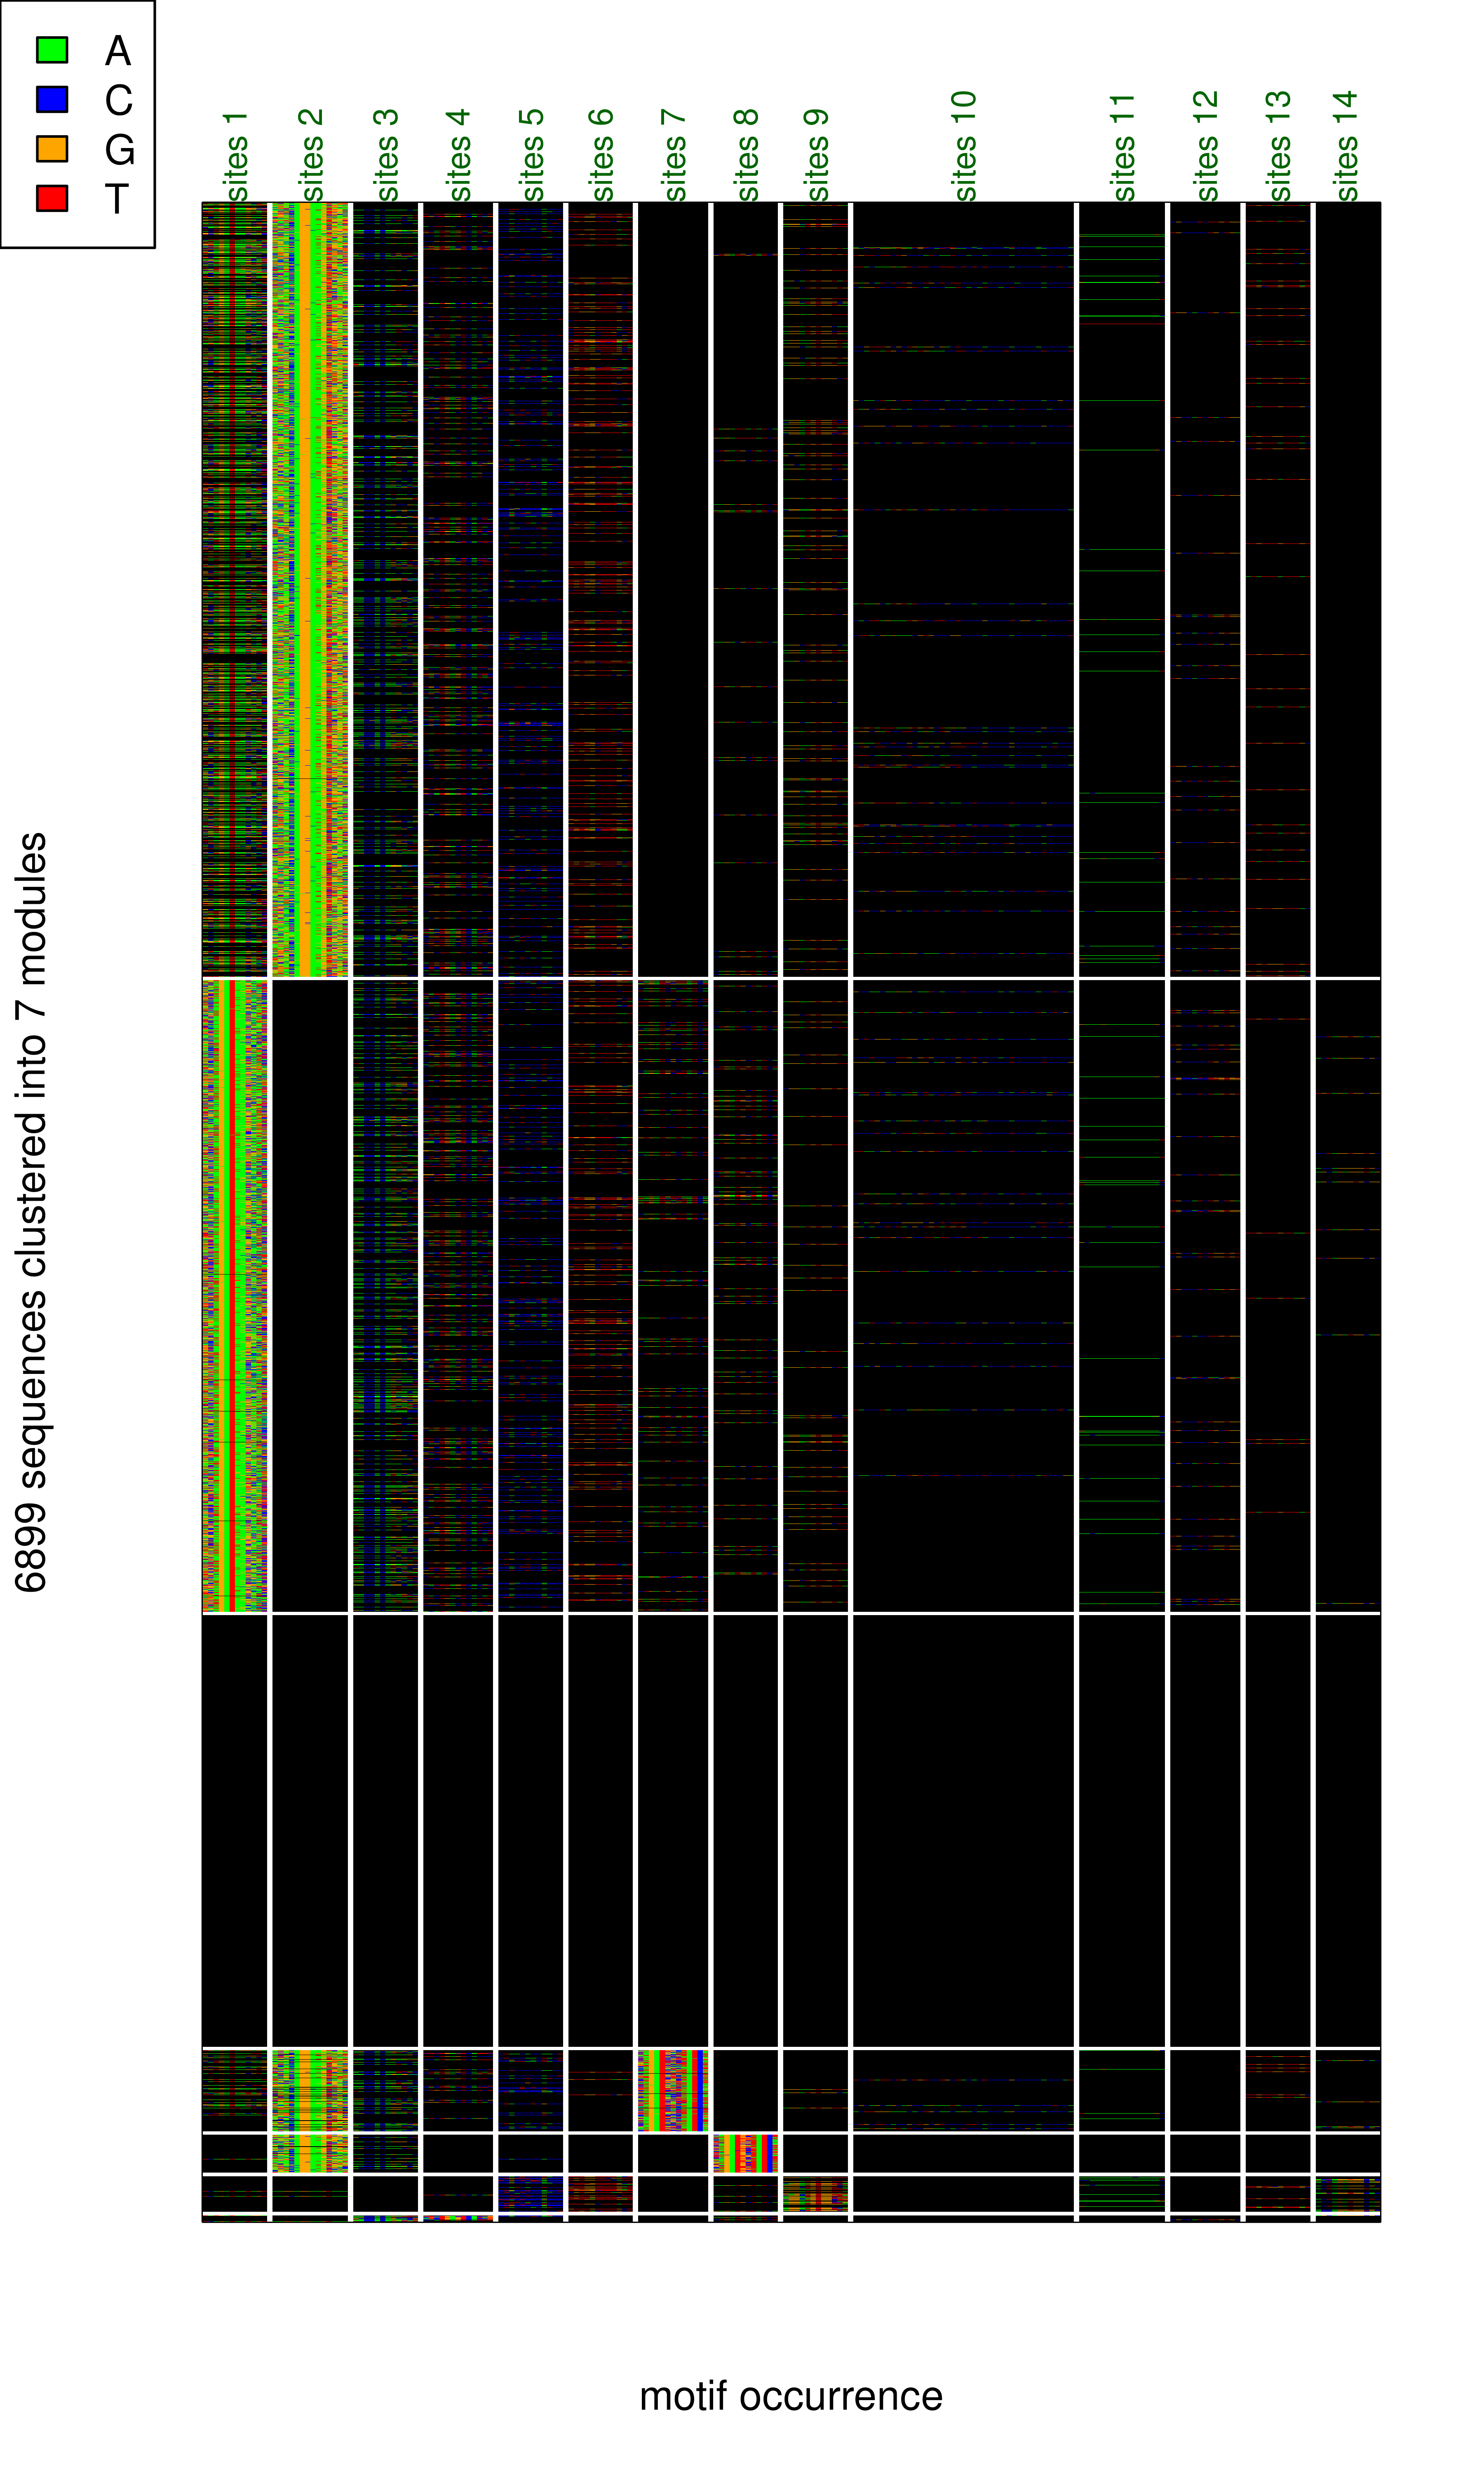 A
C
G
T
sites 1
sites 2
sites 3
sites 4
sites 5
sites 6
sites 7
sites 8
sites 9
sites 10
sites 11
sites 12
sites 13
sites 14
6899 sequences clustered into 7 modules
motif occurrence